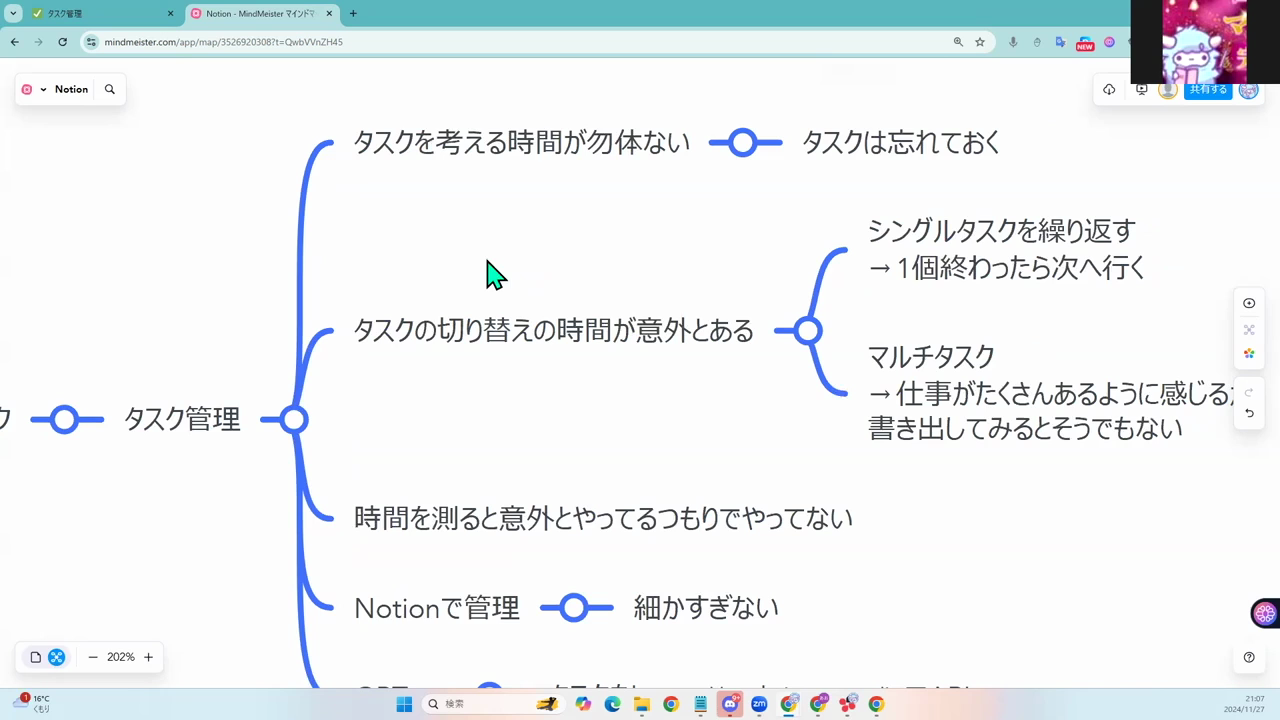 タスク管理
Notion - MindMeister マインドマ
mindmeister.com/app/map/3526920308?t=QwbVVnZH45
NEW
Notion
共有する
タスクを考える時間が勿体ない
タスクは忘れておく
シングルタスクを繰り返す
→ 1個終わったら次へ行く
タスクの切り替えの時間が意外とある
マルチタスク
→ 仕事がたくさんあるように感じる
書き出してみるとそうでもない
ク
タスク管理
時間を測ると意外とやってるつもりでやってない
Notionで管理
細かすぎない
202%
1
16°C
くもり
検索
21:07
2024/11/27